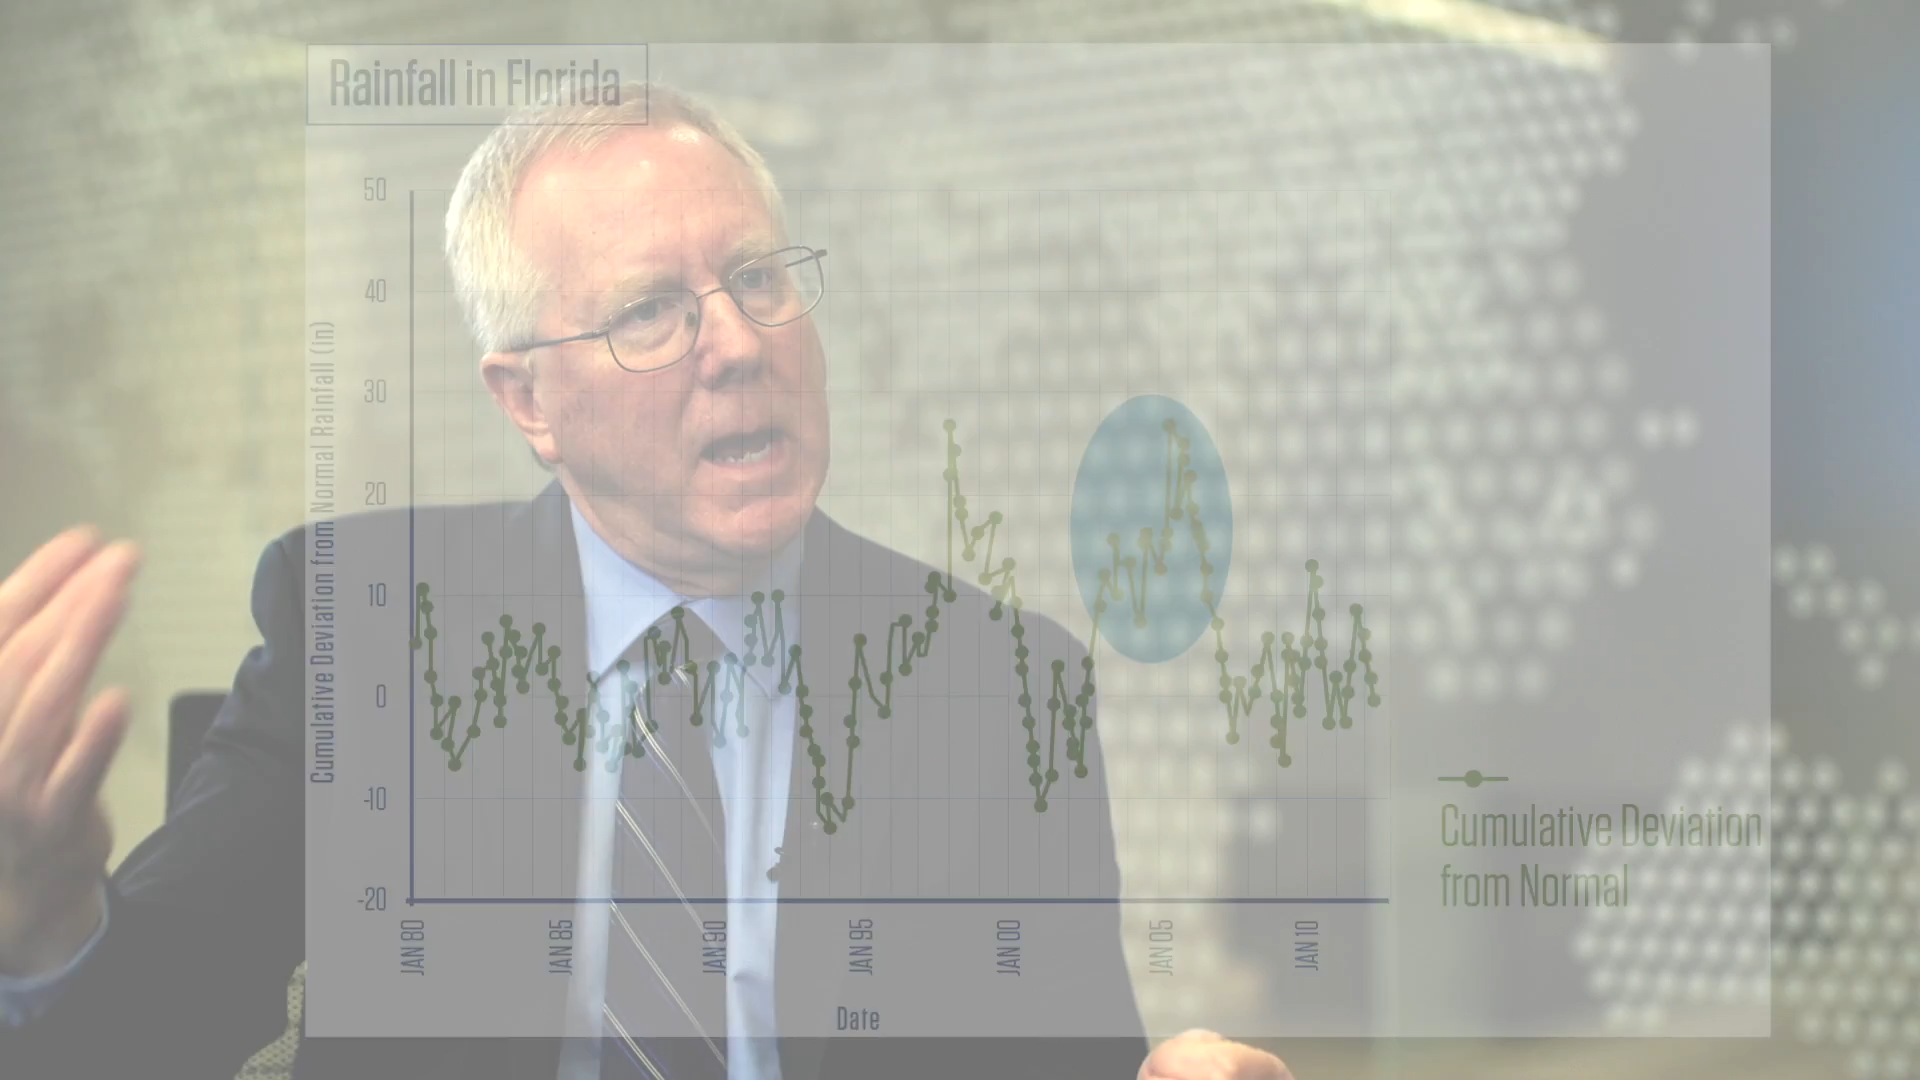 Rainfall in Florida
Cumulative Deviation from Normal Rainfall (in)
50
40
30
20
10
0
-10
-20
JAN 80
JAN 85
JAN 90
JAN 95
JAN 00
JAN 05
JAN 10
Date
Cumulative Deviation
from Normal